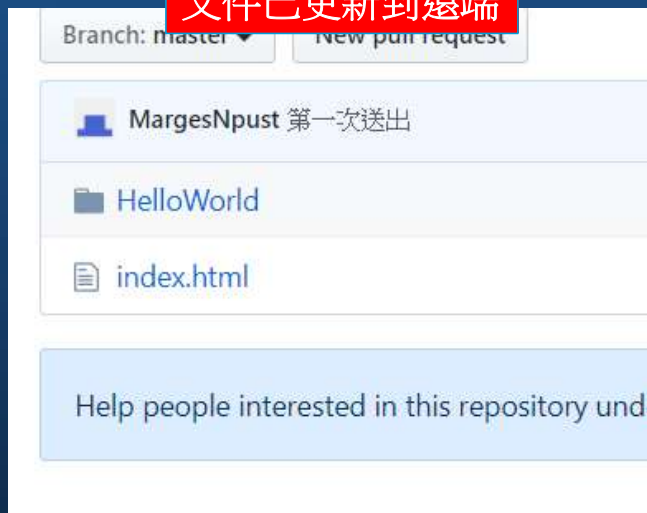 文件已更新到遠端
Branch: master New pull request
MargesNpust 第一次送出
HelloWorld
index.html
Help people interested in this repository und